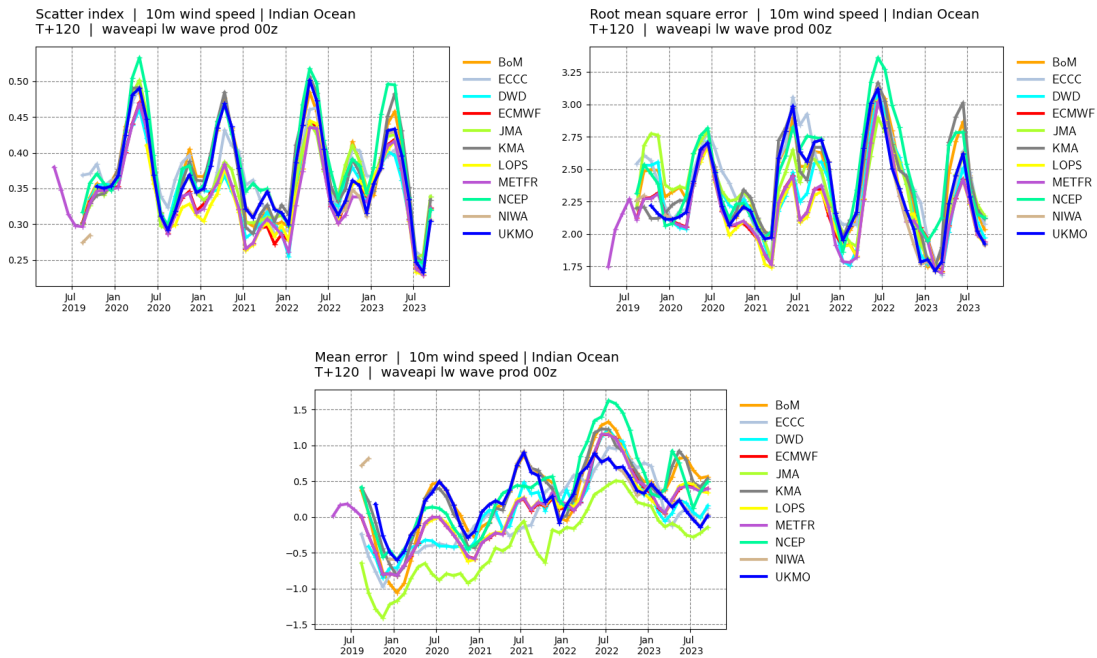 Scatter index | 10m wind speed | Indian Ocean
T+120 | waveapi lw wave prod 00z
0.50
0.45
0.40
0.35
0.30
0.25
Jul 2019
Jan 2020
Jul 2020
Jan 2021
Jul 2021
Jan 2022
Jul 2022
Jan 2023
Jul 2023
BoM
ECCC
DWD
ECMWF
JMA
KMA
LOPS
METFR
NCEP
NIWA
UKMO
Root mean square error | 10m wind speed | Indian Ocean
T+120 | waveapi lw wave prod 00z
3.25
3.00
2.75
2.50
2.25
2.00
1.75
Jul 2019
Jan 2020
Jul 2020
Jan 2021
Jul 2021
Jan 2022
Jul 2022
Jan 2023
Jul 2023
BoM
ECCC
DWD
ECMWF
JMA
KMA
LOPS
METFR
NCEP
NIWA
UKMO
Mean error | 10m wind speed | Indian Ocean
T+120 | waveapi lw wave prod 00z
1.5
1.0
0.5
0.0
−0.5
−1.0
−1.5
Jul 2019
Jan 2020
Jul 2020
Jan 2021
Jul 2021
Jan 2022
Jul 2022
Jan 2023
Jul 2023
BoM
ECCC
DWD
ECMWF
JMA
KMA
LOPS
METFR
NCEP
NIWA
UKMO